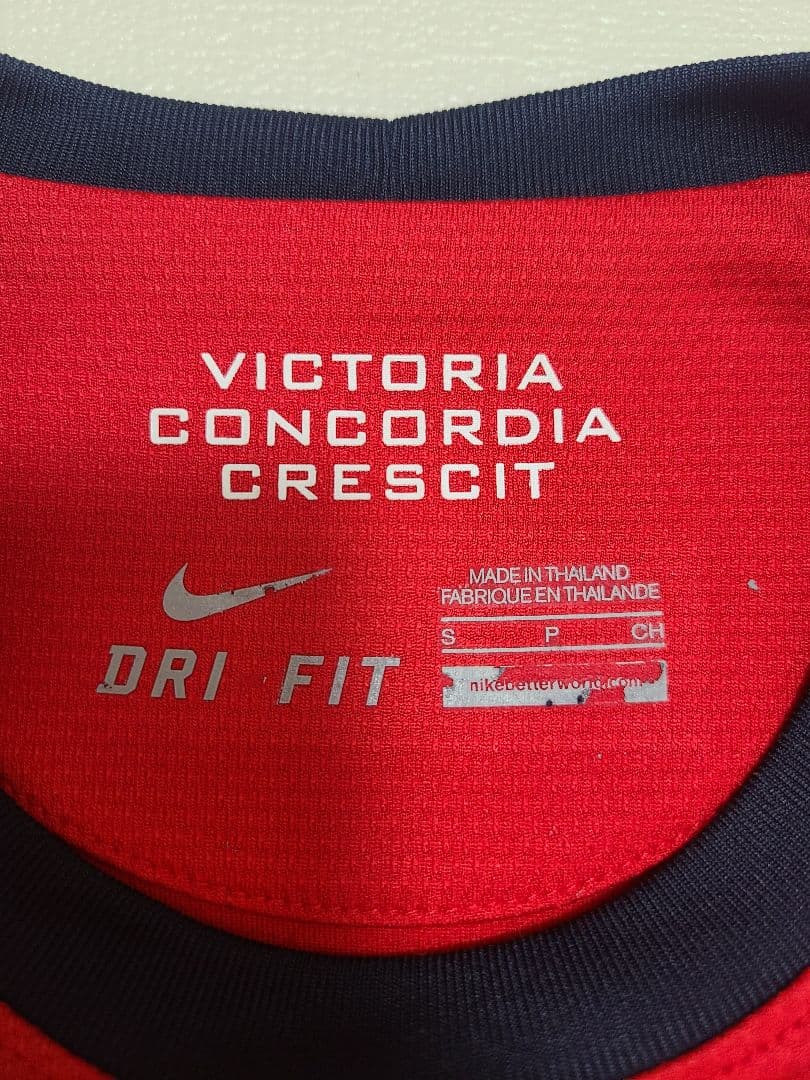 VICTORIA
CONCORDIA
CRESCIT
DRI FIT
MADE IN THAILAND
FABRIQUE EN THAILANDE
S P CH
nikebetterworld.com